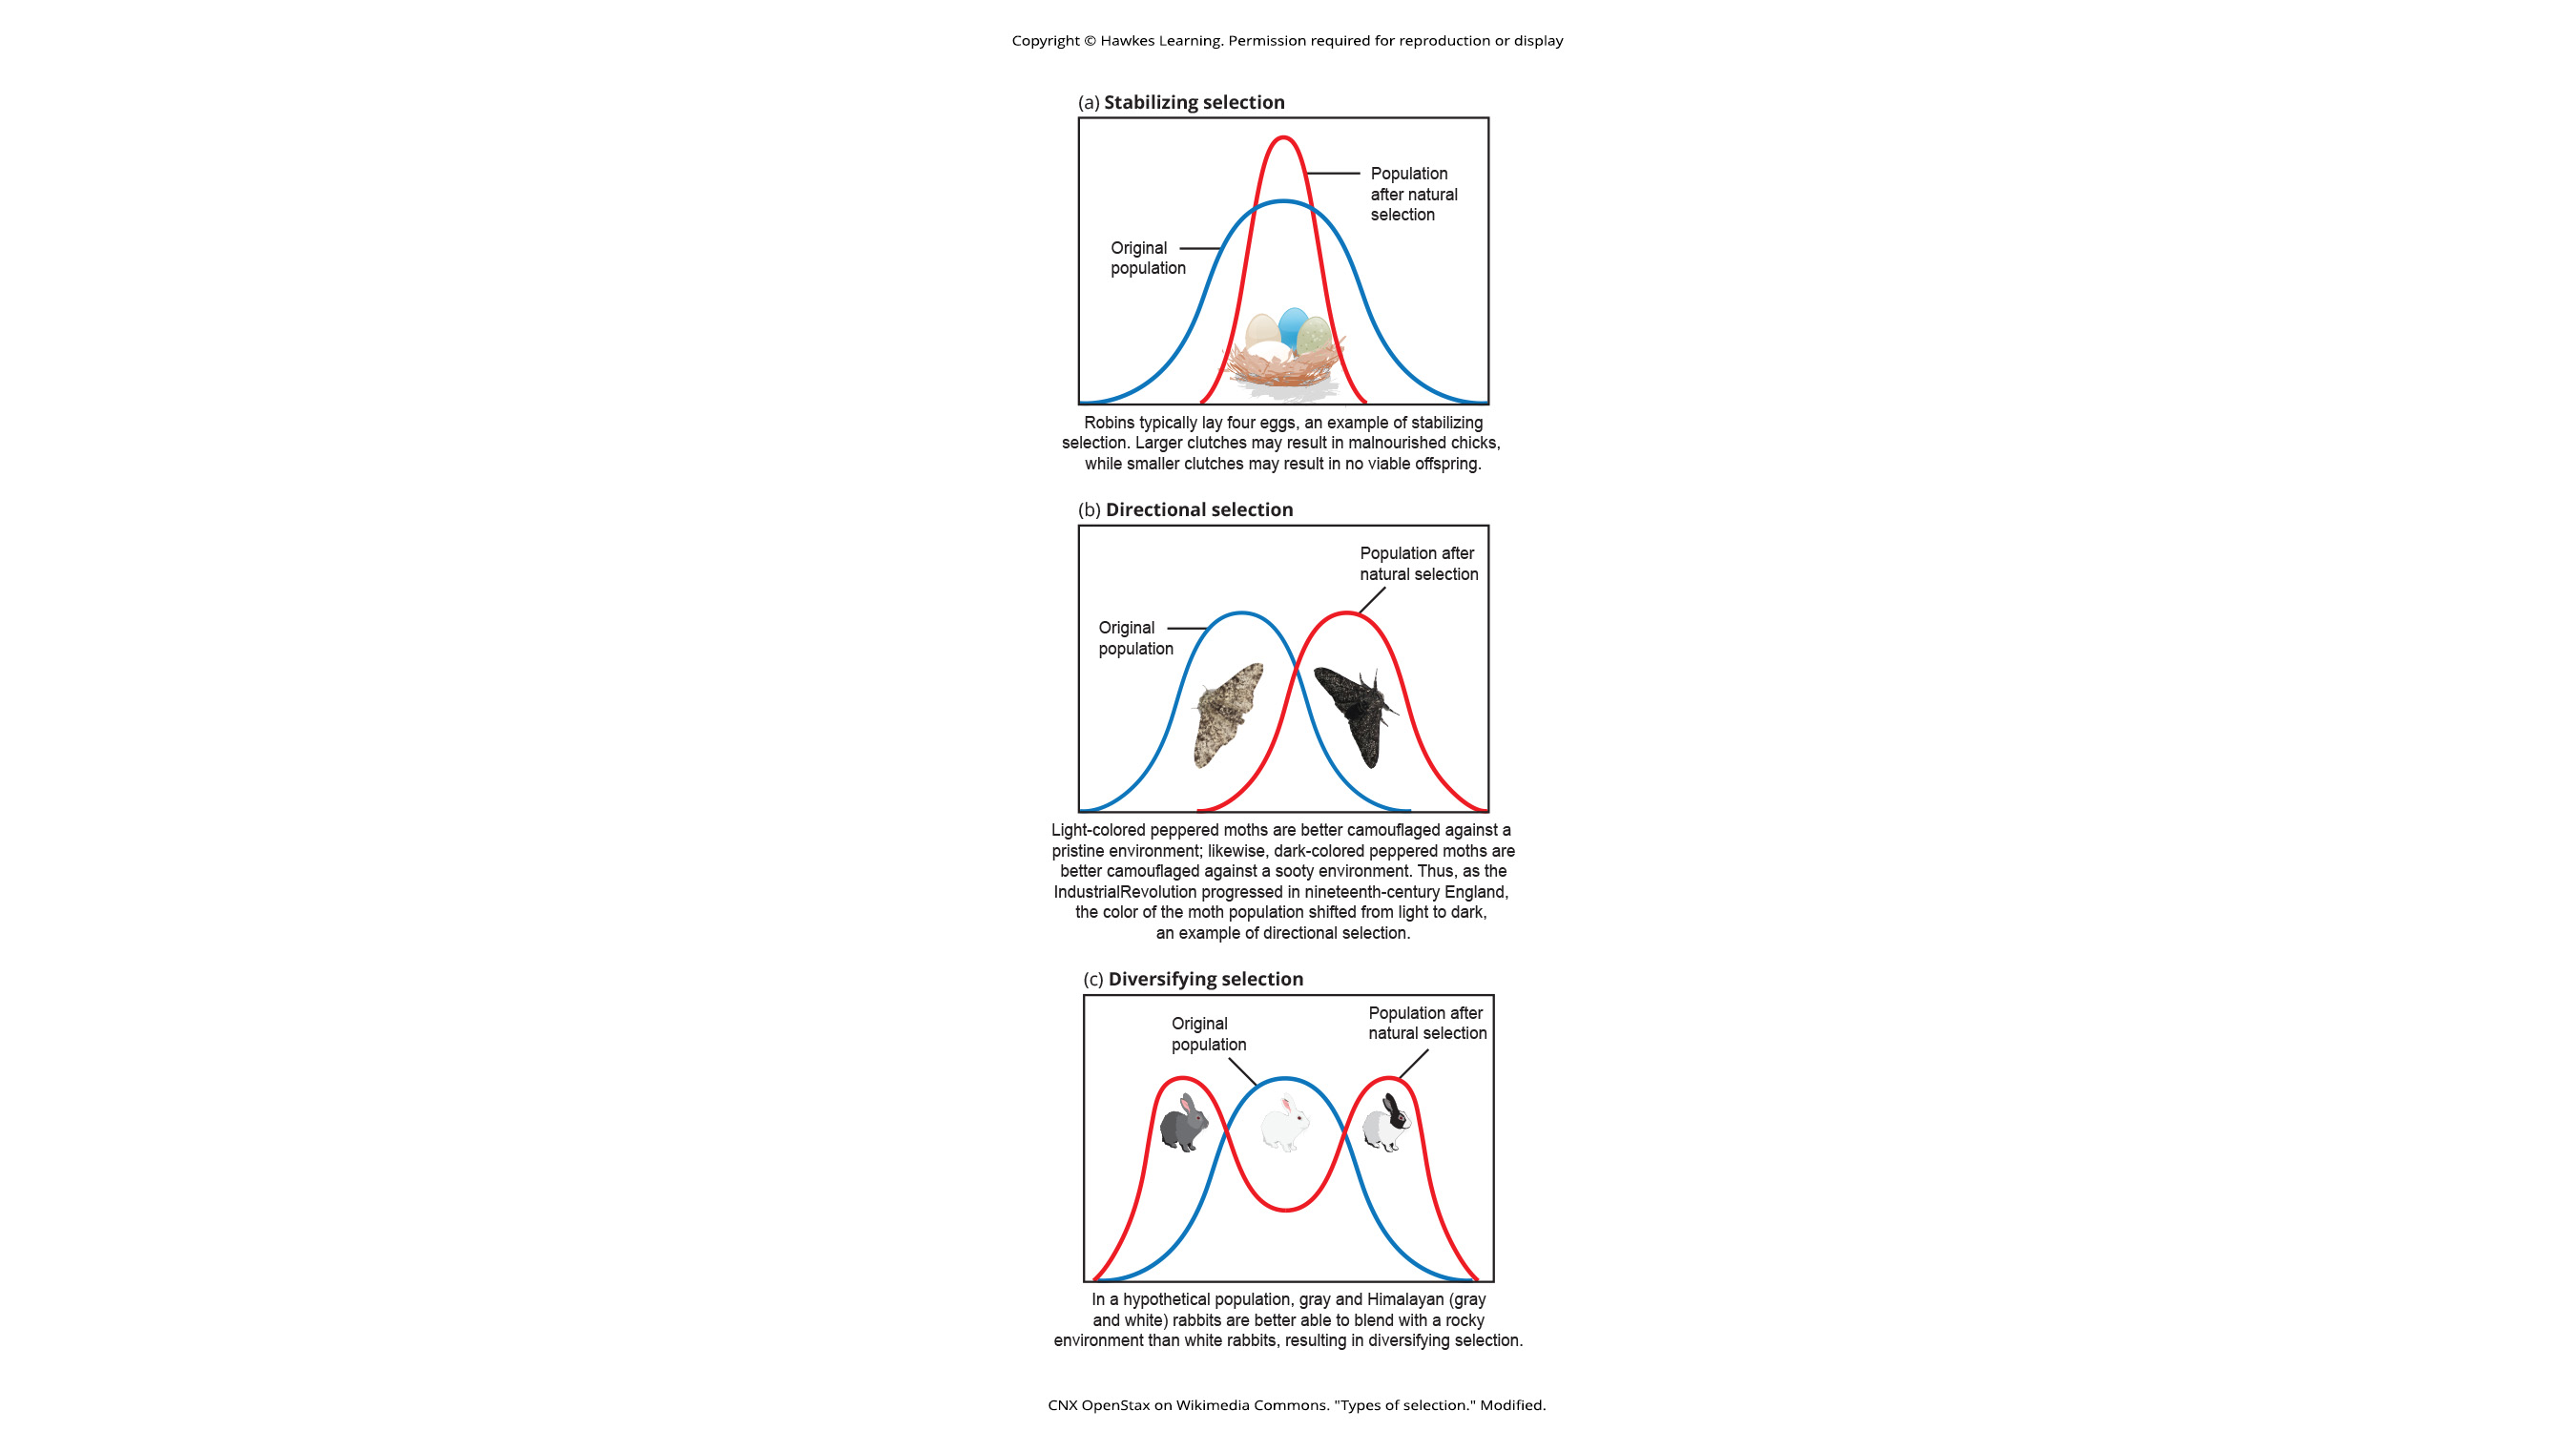 Copyright © Hawkes Learning. Permission required for reproduction or display
(a) Stabilizing selection
Population
after natural
selection
Original
population
Robins typically lay four eggs, an example of stabilizing
selection. Larger clutches may result in malnourished chicks,
while smaller clutches may result in no viable offspring.
(b) Directional selection
Population after
natural selection
Original
population
Light-colored peppered moths are better camouflaged against a
pristine environment; likewise, dark-colored peppered moths are
better camouflaged against a sooty environment. Thus, as the
IndustrialRevolution progressed in nineteenth-century England,
the color of the moth population shifted from light to dark,
an example of directional selection.
(c) Diversifying selection
Original
population
Population after
natural selection
In a hypothetical population, gray and Himalayan (gray
and white) rabbits are better able to blend with a rocky
environment than white rabbits, resulting in diversifying selection.
CNX OpenStax on Wikimedia Commons. "Types of selection." Modified.